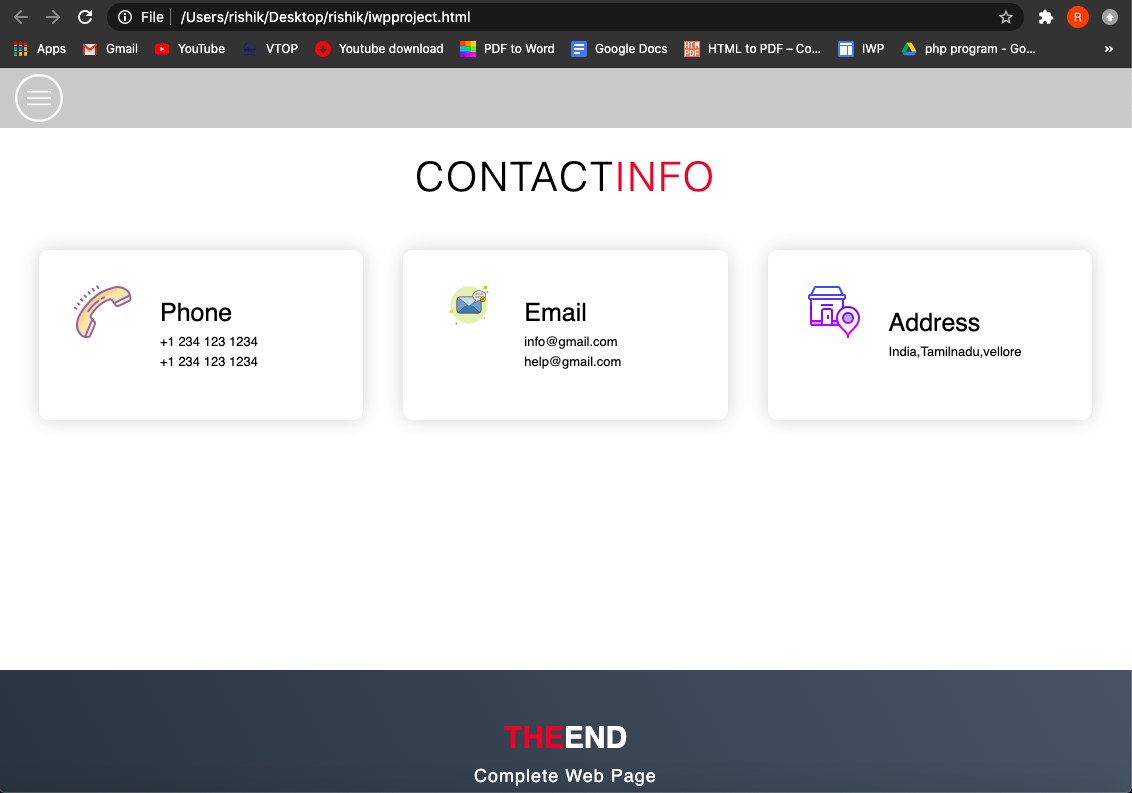 File /Users/rishik/Desktop/rishik/iwpproject.html R
Apps Gmail YouTube VTOP Youtube download PDF to Word Google Docs HTM PDF HTML to PDF – Co... IWP php program - Go... »
CONTACTINFO
Phone
+1 234 123 1234
+1 234 123 1234
Email
info@gmail.com
help@gmail.com
Address
India,Tamilnadu,vellore
THEEND
Complete Web Page